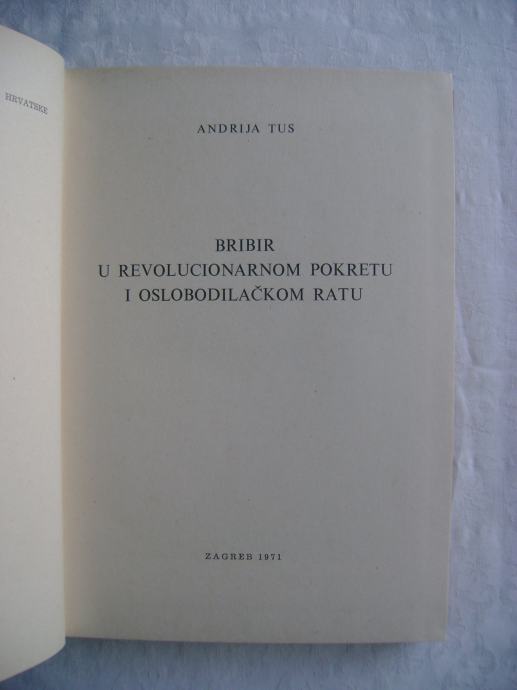 HRVATSKE
ANDRIJA TUS
BRIBIR
U REVOLUCIONARNOM POKRETU
I OSLOBODILAČKOM RATU
ZAGREB 1971